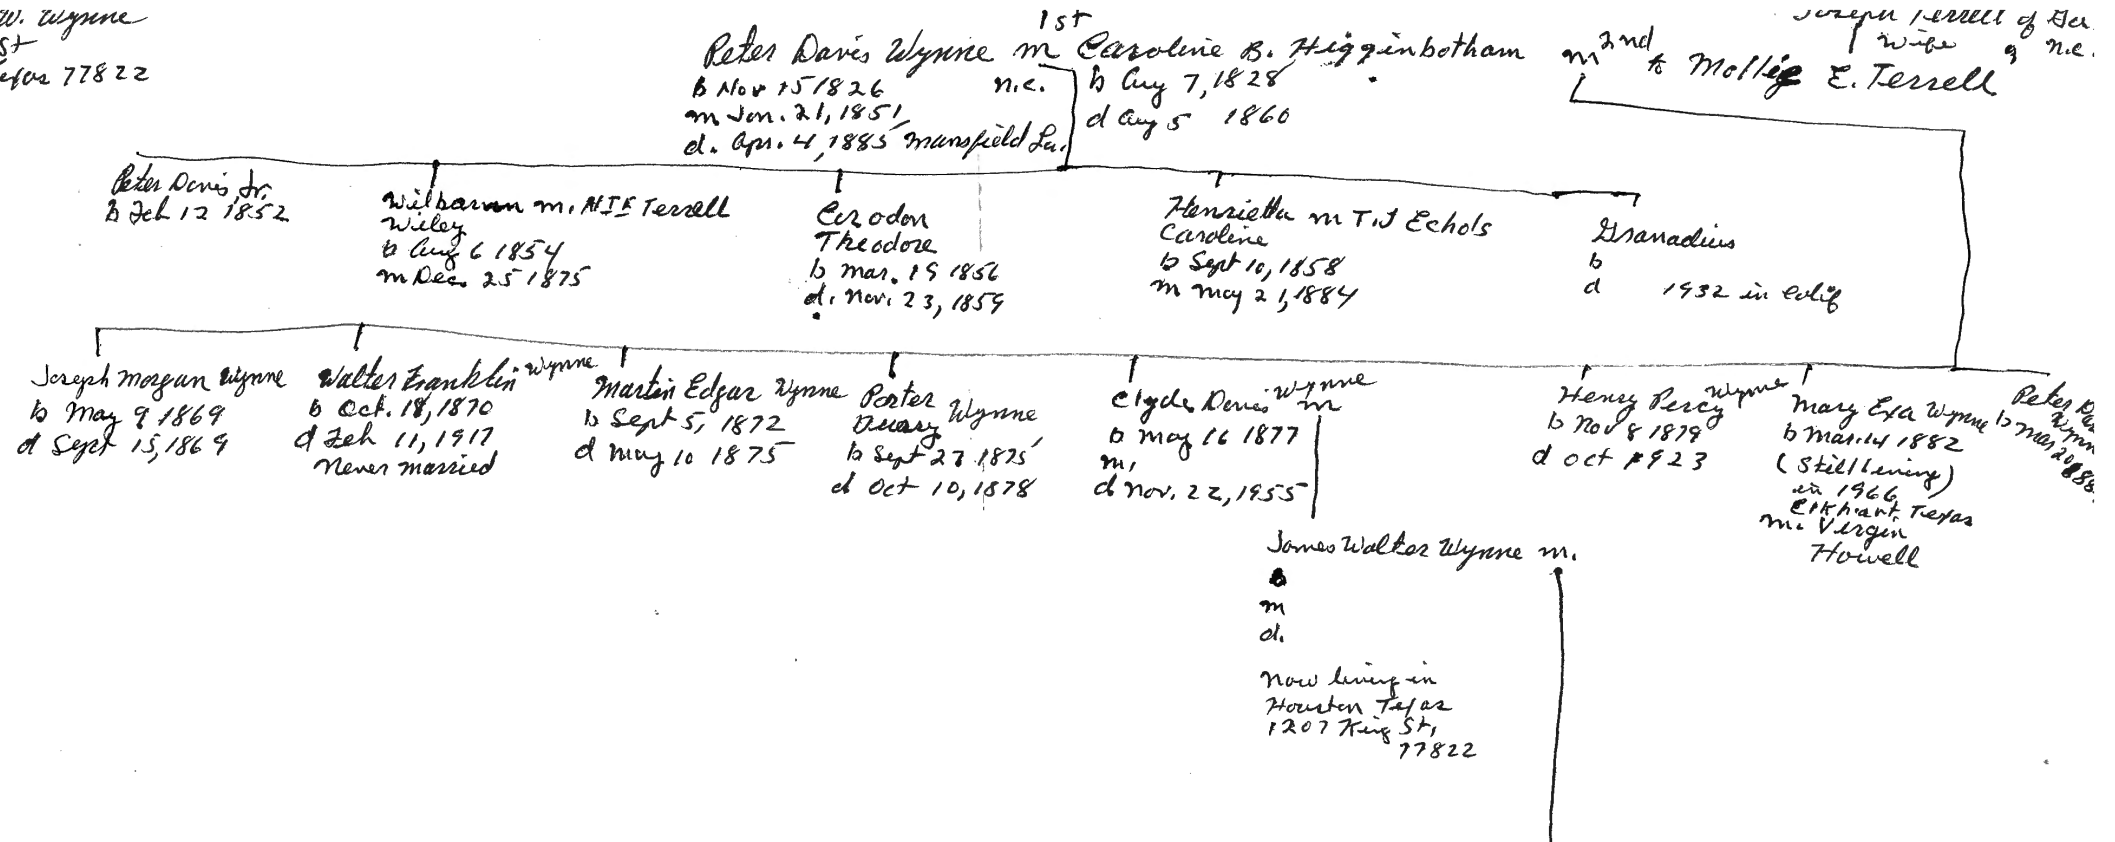 W. Wynne
St
Texas 77822
1st
Peter Davis Wynne m Caroline B. Higginbotham m 2nd to Mollie E. Terrell
Joseph Terrell of Ga.
Wife of N.C.
b Nov 15 1826 n.c.
m Jan. 21, 1851
d. Apr. 4, 1885 Mansfield La.
b Aug 7, 1828
d Aug 5 1860
Peter Davis, Jr.
b Feb 12 1852
m. Terrell
Wiley
b Aug 6 1854
m Dec. 25 1875
Theodore
b Mar. 19 1856
d. Nov. 23, 1859
Henrietta m T.J Echols
Caroline
b Sept 10, 1858
m May 21, 1884
Granadius
b
d 1932 in Calif
Joseph Morgan Wynne
b May 9 1869
d Sept 15, 1869
Walter Franklin Wynne
b Oct. 18, 1870
d Feb 11, 1917
Never married
Martin Edgar Wynne
b Sept 5, 1872
d May 10 1875
Porter
Wynne
b Sept 27 1875
d Oct 10, 1878
Clyde Davis Wynne
m
b May 16 1877
m,
d Nov. 22, 1955
Henry Percy Wynne
b Nov 8 1879
d Oct 1923
Mary Exa Wynne
b Mar. 14 1882
(Still living)
in 1966
Elkhart, Texas
m. Virgin
Howell
Peter Da
Wynn
b Mar 20
James Walter Wynne m.
b
m
d.
Now living in
Houston Texas
1207 King St,
77822